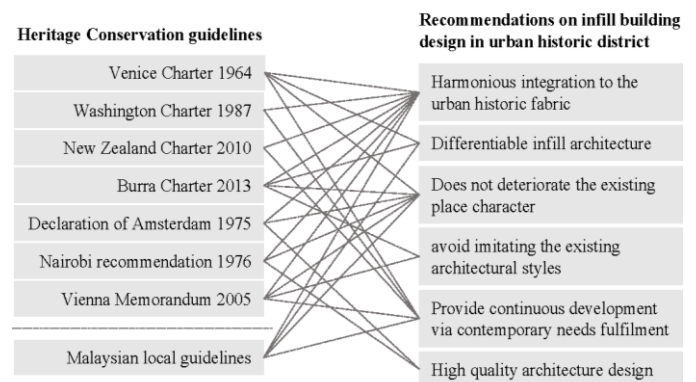 Heritage Conservation guidelines
Venice Charter 1964
Washington Charter 1987
New Zealand Charter 2010
Burra Charter 2013
Declaration of Amsterdam 1975
Nairobi recommendation 1976
Vienna Memorandum 2005
Malaysian local guidelines
Recommendations on infill building
design in urban historic district
Harmonious integration to the
urban historic fabric
Differentiable infill architecture
Does not deteriorate the existing
place character
avoid imitating the existing
architectural styles
Provide continuous development
via contemporary needs fulfilment
High quality architecture design